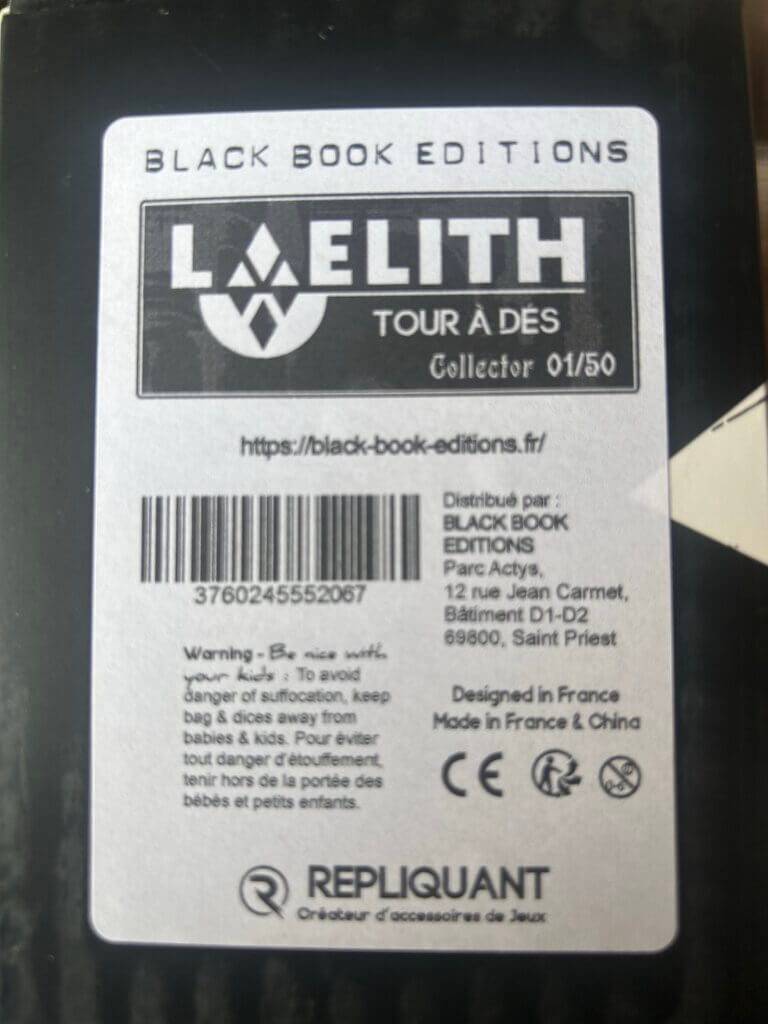 BLACK BOOK EDITIONS
LAELITH
TOUR À DÉS
Collector 01/50
https://black-book-editions.fr/
3760245552067
Distribué par :
BLACK BOOK
EDITIONS
Parc Actys,
12 rue Jean Carmet,
Bâtiment D1-D2
69800, Saint Priest
Warning - Be nice with
your kids : To avoid
danger of suffocation, keep
bag & dices away from
babies & kids. Pour éviter
tout danger d'étouffement,
tenir hors de la portée des
bébés et petits enfants.
Designed in France
Made in France & China
CE
REPLIQUANT
Créateur d'accessoires de Jeux